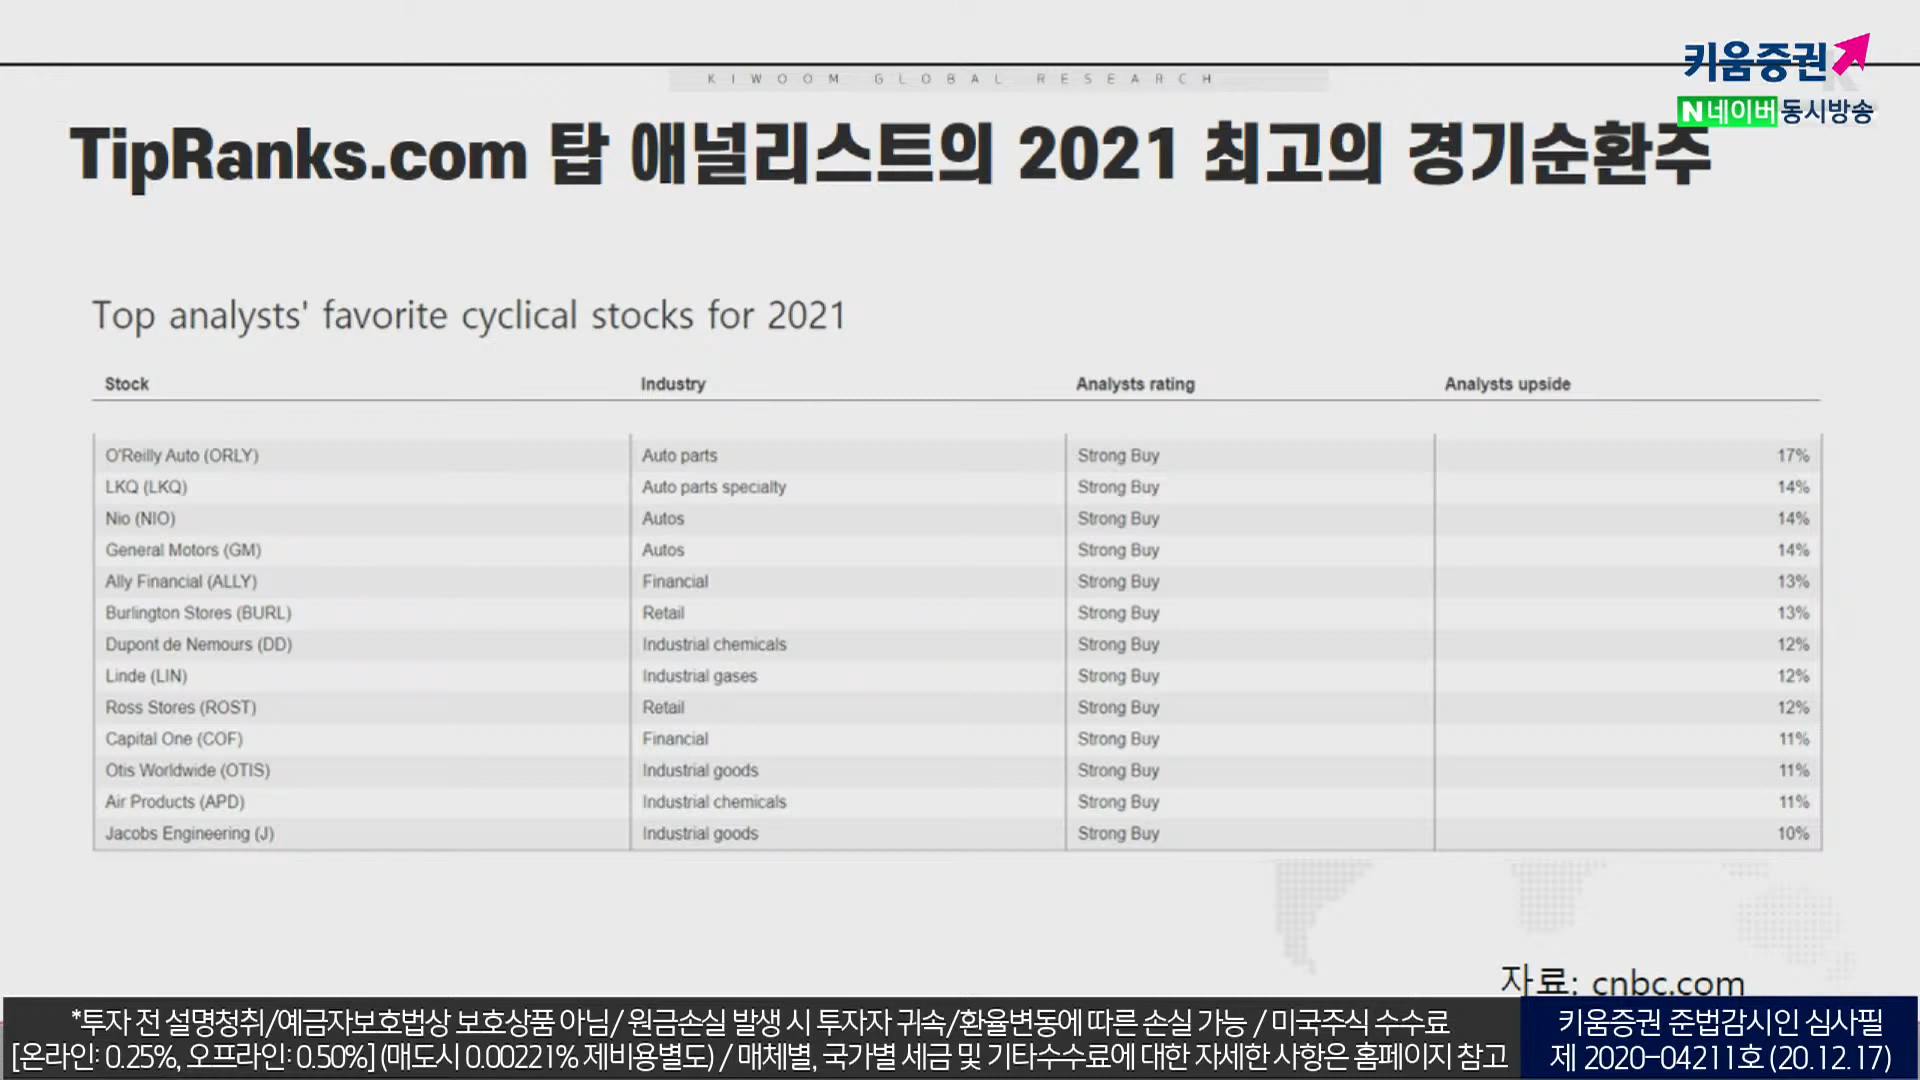 키움증권
KIWOOM GLOBAL RESEARCH
N네이버 동시방송
TipRanks.com 탑 애널리스트의 2021 최고의 경기순환주
Top analysts' favorite cyclical stocks for 2021
Stock Industry Analysts rating Analysts upside
O'Reilly Auto (ORLY) Auto parts Strong Buy 17%
LKQ (LKQ) Auto parts specialty Strong Buy 14%
Nio (NIO) Autos Strong Buy 14%
General Motors (GM) Autos Strong Buy 14%
Ally Financial (ALLY) Financial Strong Buy 13%
Burlington Stores (BURL) Retail Strong Buy 13%
Dupont de Nemours (DD) Industrial chemicals Strong Buy 12%
Linde (LIN) Industrial gases Strong Buy 12%
Ross Stores (ROST) Retail Strong Buy 12%
Capital One (COF) Financial Strong Buy 11%
Otis Worldwide (OTIS) Industrial goods Strong Buy 11%
Air Products (APD) Industrial chemicals Strong Buy 11%
Jacobs Engineering (J) Industrial goods Strong Buy 10%
자료: cnbc.com
*투자 전 설명청취/예금자보호법상 보호상품 아님/ 원금손실 발생 시 투자자 귀속/환율변동에 따른 손실 가능 / 미국주식 수수료
[온라인: 0.25%, 오프라인: 0.50%] (매도시 0.00221% 제비용별도) / 매체별, 국가별 세금 및 기타수수료에 대한 자세한 사항은 홈페이지 참고
키움증권 준법감시인 심사필
제 2020-04211호 (20.12.17)